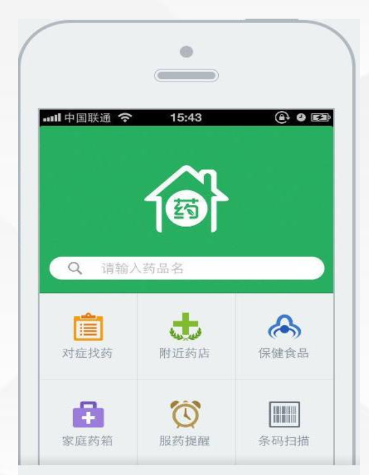 中国联通 15:43
药
请输入药品名
对症找药 附近药店 保健食品
家庭药箱 服药提醒 条码扫描